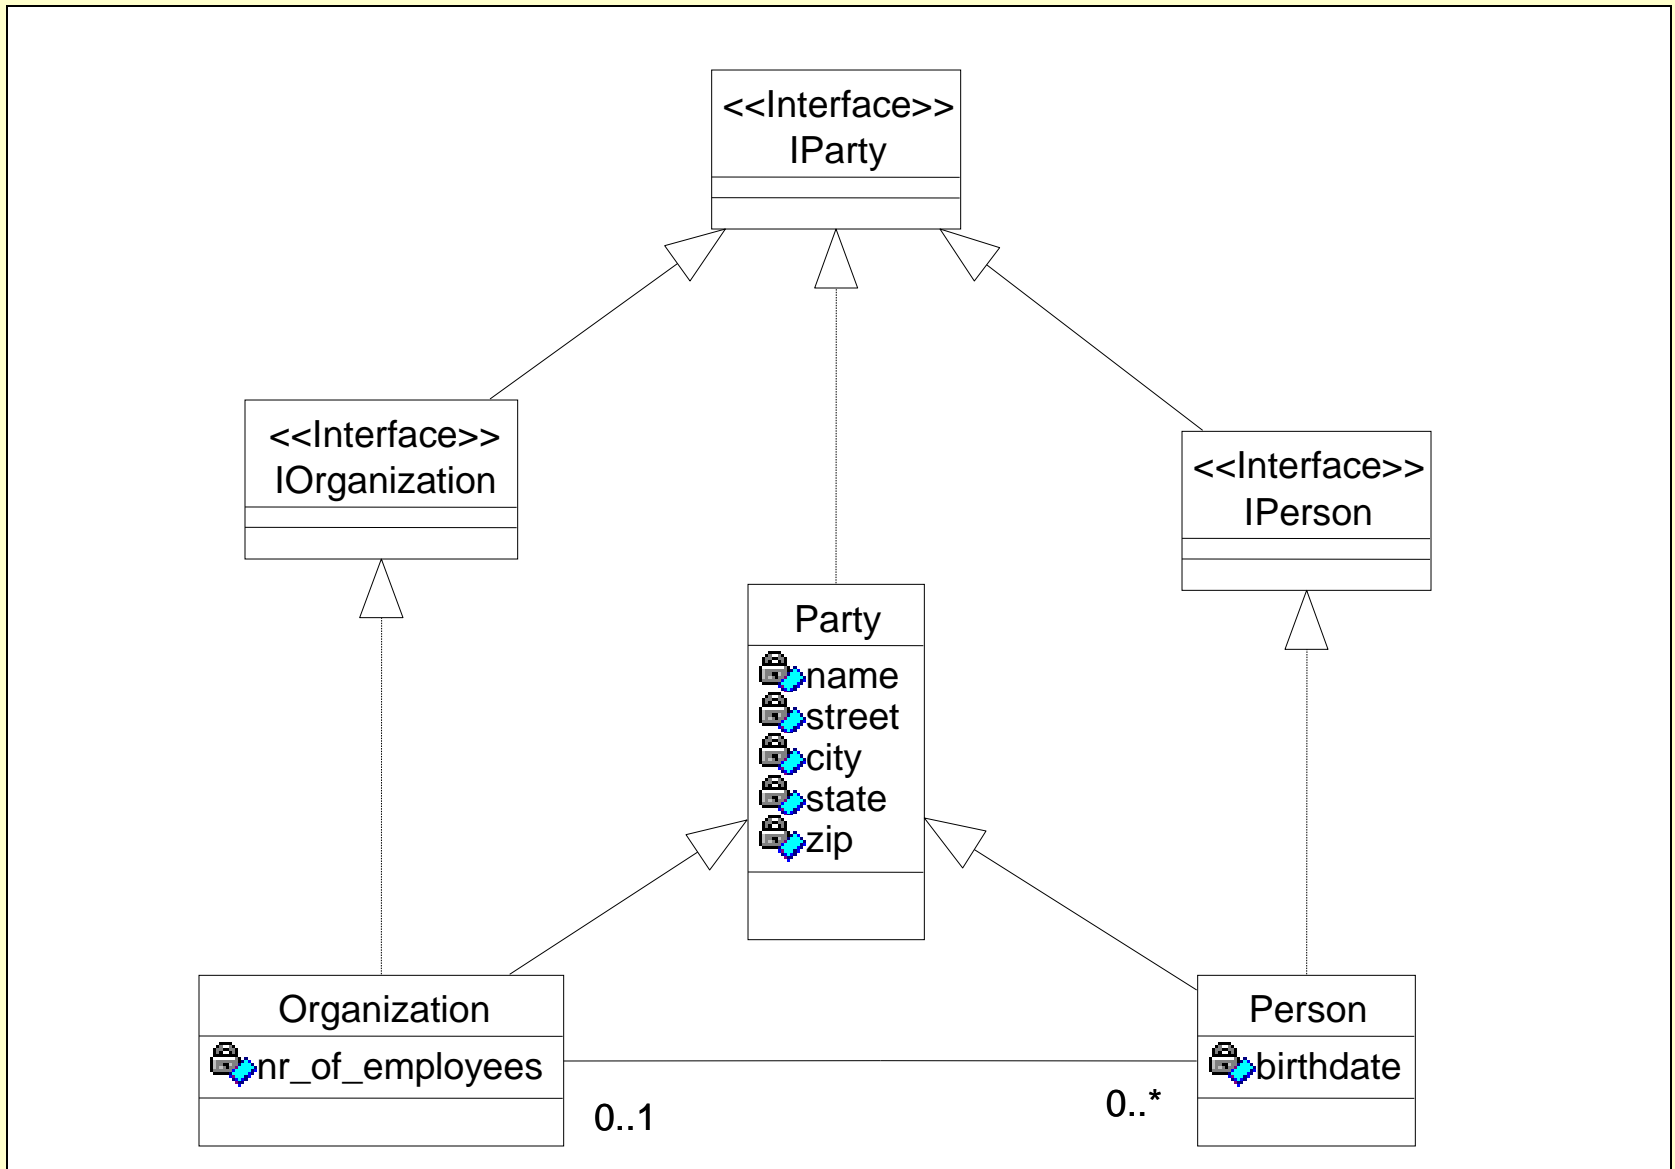 <<Interface>>
IParty
<<Interface>>
IOrganization
<<Interface>>
IPerson
Party
name
street
city
state
zip
Organization
nr_of_employees
Person
birthdate
0..1
0..*